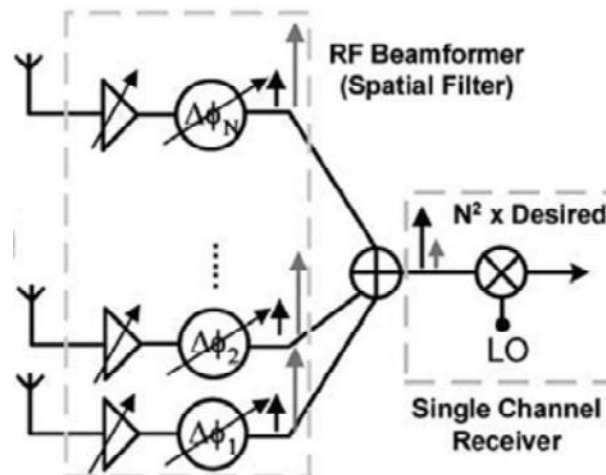 RF Beamformer
(Spatial Filter)
ΔϕN
N² x Desired
Δϕ2
LO
Δϕ1
Single Channel
Receiver